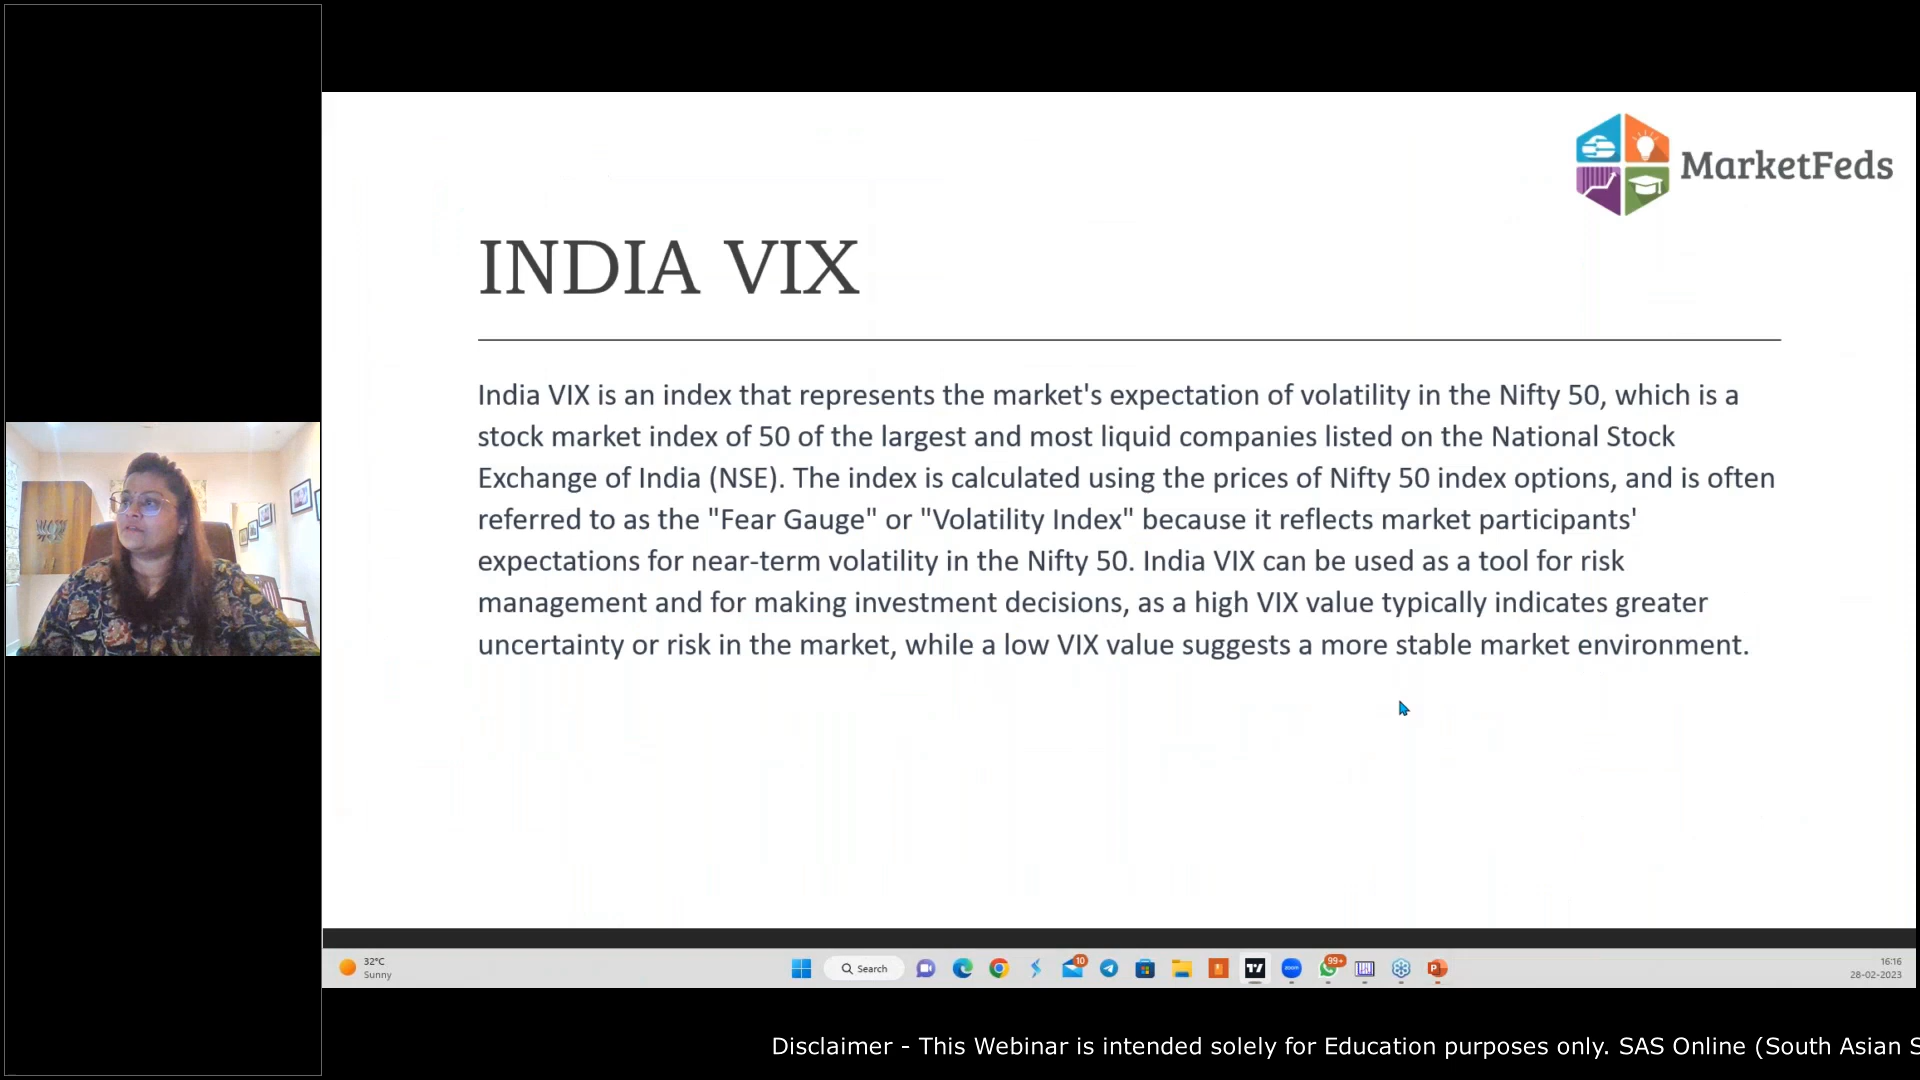 MarketFeds
INDIA VIX
India VIX is an index that represents the market's expectation of volatility in the Nifty 50, which is a
stock market index of 50 of the largest and most liquid companies listed on the National Stock
Exchange of India (NSE). The index is calculated using the prices of Nifty 50 index options, and is often
referred to as the "Fear Gauge" or "Volatility Index" because it reflects market participants'
expectations for near-term volatility in the Nifty 50. India VIX can be used as a tool for risk
management and for making investment decisions, as a high VIX value typically indicates greater
uncertainty or risk in the market, while a low VIX value suggests a more stable market environment.
32°C
Sunny
Search
10
zoom
99+
P
16:16
28-02-2023
Disclaimer - This Webinar is intended solely for Education purposes only. SAS Online (South Asian S